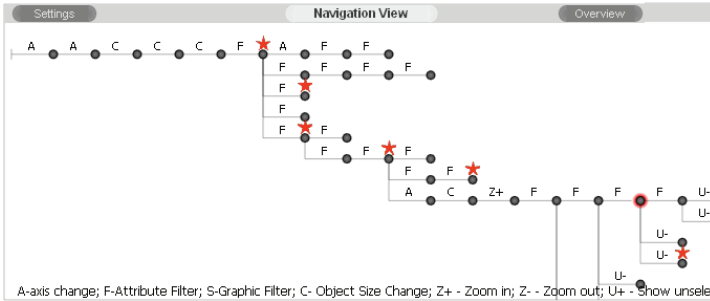 Settings Navigation View Overview
A A C C C F A F F
F F F F
F
F
F F
F F F
F F
A C Z+ F F F F U-
U-
U-
U-
U-
A-axis change; F-Attribute Filter; S-Graphic Filter; C- Object Size Change; Z+ - Zoom in; Z- - Zoom out; U+ - Show unsele